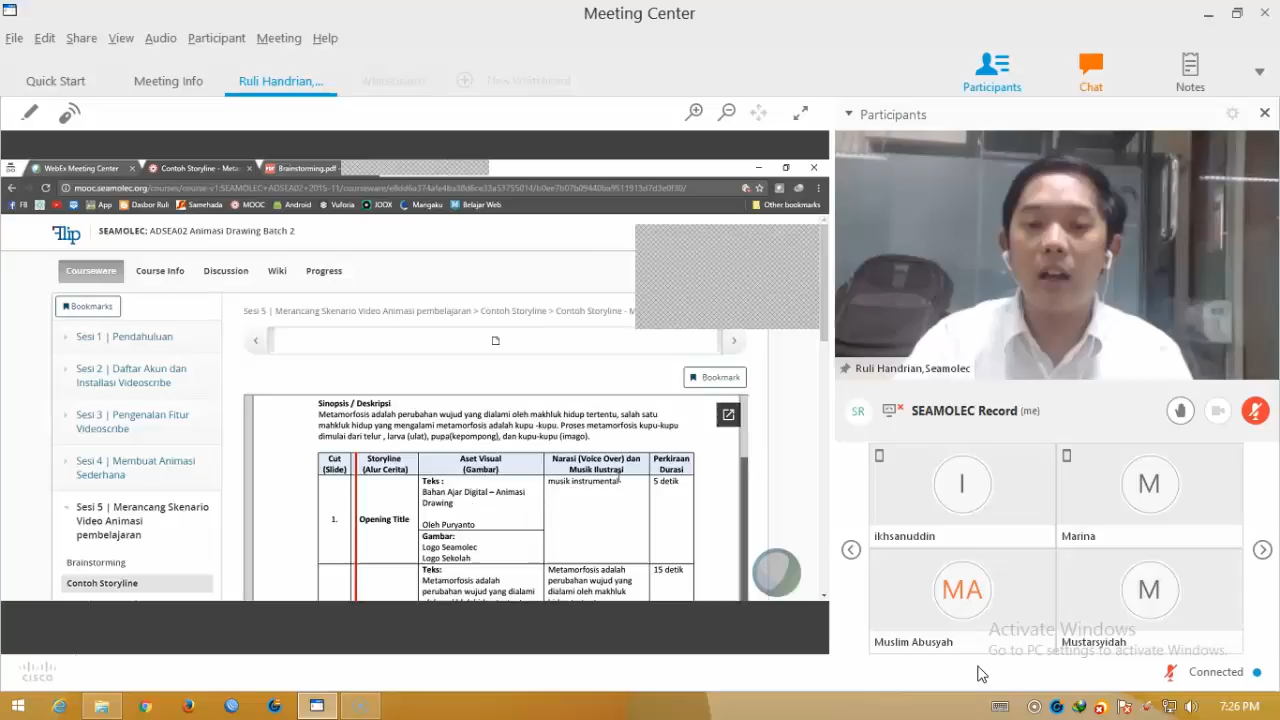 Meeting Center
File Edit Share View Audio Participant Meeting Help
Quick Start Meeting Info Ruli Handrian,... Whiteboard New Whiteboard
Participants Chat Notes
Participants
WebEx Meeting Center Contoh Storyline - Meta: Brainstorming.pdf -
f FB App Dasbor Ruli Samehada MOOC Android Vuforia JOOX Mangaku Belajar Web Other bookmarks
Flip SEAMOLEC: ADSEA02 Animasi Drawing Batch 2
Courseware Course Info Discussion Wiki Progress
Bookmarks
Sesi 5 | Merancang Skenario Video Animasi pembelajaran > Contoh Storyline > Contoh Storyline - M
Sesi 1 | Pendahuluan
Sesi 2 | Daftar Akun dan
Installasi Videoscribe
Sesi 3 | Pengenalan Fitur
Videoscribe
Sesi 4 | Membuat Animasi
Sederhana
Sesi 5 | Merancang Skenario
Video Animasi
pembelajaran
Brainstorming
Contoh Storyline
Bookmark
Sinopsis / Deskripsi
Metamorfosis adalah perubahan wujud yang dialami oleh makhluk hidup tertentu, salah satu
makhluk hidup yang mengalami metamorfosis adalah kupu -kupu. Proses metamorfosis kupu-kupu
dimulai dari telur , larva (ulat), pupa(kepompong), dan kupu-kupu (imago).
Cut
(Slide)
Storyline
(Alur Cerita)
Aset Visual
(Gambar)
Narasi (Voice Over) dan
Musik Ilustrasi
Perkiraan
Durasi
1.
Opening Title
Teks :
Bahan Ajar Digital – Animasi
Drawing
Oleh Puryanto
Gambar:
Logo Seamolec
Logo Sekolah
musik instrumental
5 detik
Teks:
Metamorfosis adalah
perubahan wujud yang dialami
Metamorfosis adalah
perubahan wujud yang
dialami oleh makhluk
15 detik
Ruli Handrian,Seamolec
SR SEAMOLEC Record (me)
I
ikhsanuddin
M
Marina
MA
Muslim Abusyah
M
Mustarsyidah
Activate Windows
Go to PC settings to activate Windows.
cisco
Connected
7:26 PM